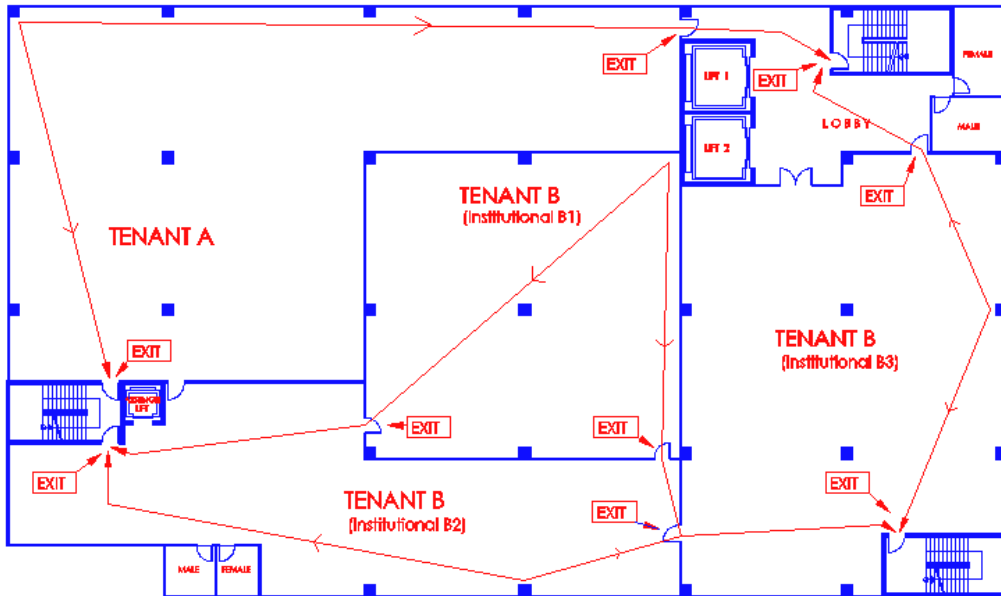 FEMALE
EXIT
LIFT 1
EXIT
LOBBY
MALE
LIFT 2
EXIT
TENANT B
(Institutional B1)
TENANT A
TENANT B
(Institutional B3)
EXIT
LIFT
EXIT
EXIT
EXIT
EXIT
TENANT B
(Institutional B2)
EXIT
MALE
FEMALE